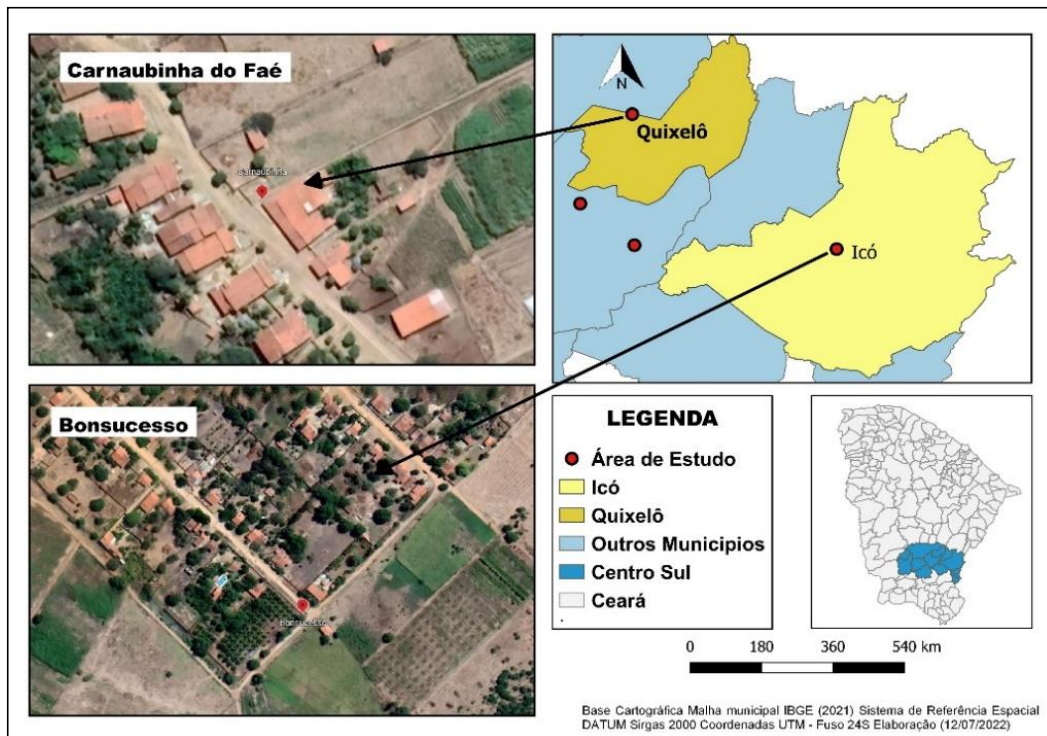 Carnaubinha do Faé
Carnaubinha
N
Quixelô
Icó
Bonsucesso
Bonsucesso
LEGENDA
Área de Estudo
Icó
Quixelô
Outros Municipios
Centro Sul
Ceará
.
0 180 360 540 km
Base Cartográfica Malha municipal IBGE (2021) Sistema de Referência Espacial
DATUM Sirgas 2000 Coordenadas UTM - Fuso 24S Elaboração (12/07/2022)